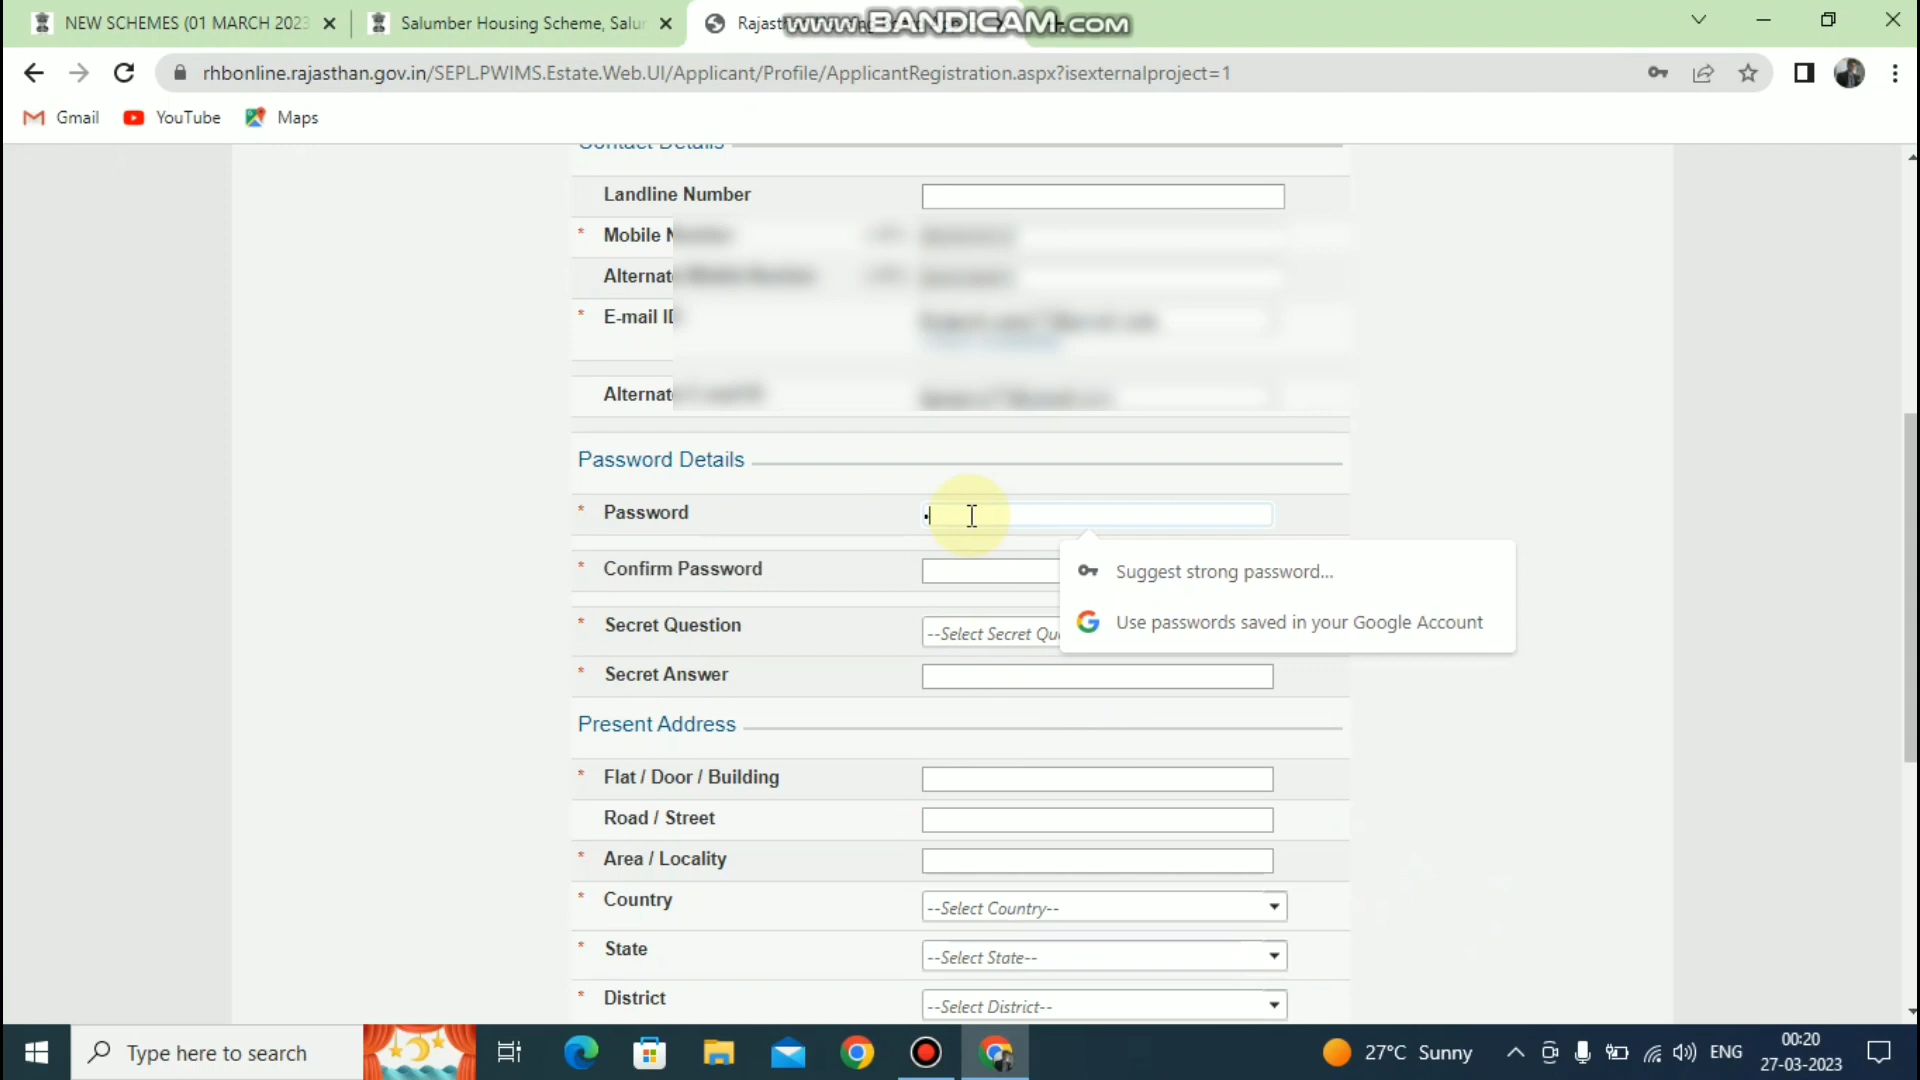 NEW SCHEMES (01 MARCH 2023
Salumber Housing Scheme, Salu
Rajast
www.BANDICAM.com
rhbonline.rajasthan.gov.in/SEPL.PWIMS.Estate.Web.UI/Applicant/Profile/ApplicantRegistration.aspx?isexternalproject=1
Gmail
YouTube
Maps
Contact Details
Landline Number
* Mobile N
Alternat
* E-mail ID
Alternat
Password Details
* Password
* Confirm Password
Suggest strong password...
Use passwords saved in your Google Account
* Secret Question
--Select Secret Qu
* Secret Answer
Present Address
* Flat / Door / Building
Road / Street
* Area / Locality
* Country
--Select Country--
* State
--Select State--
* District
--Select District--
Type here to search
27°C Sunny
ENG
00:20
27-03-2023